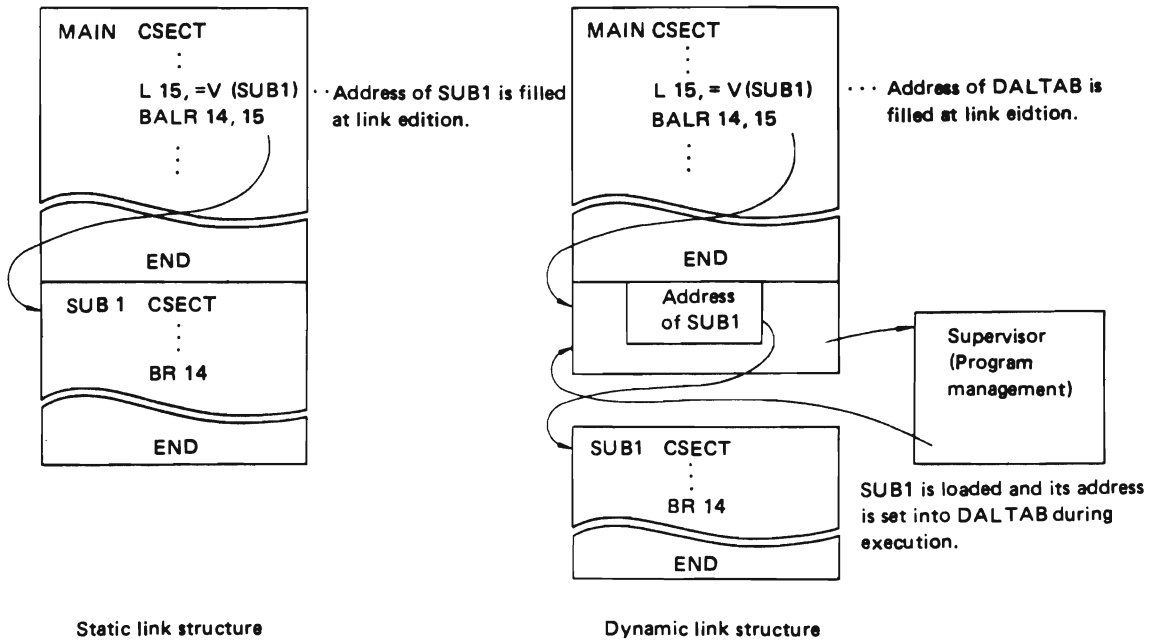 MAIN CSECT
L 15, =V (SUB1)
BALR 14, 15
·· Address of SUB1 is filled
at link edition.
END
SUB 1 CSECT
BR 14
END
Static link structure
MAIN CSECT
L 15, = V (SUB1)
BALR 14, 15
··· Address of DALTAB is
filled at link eidtion.
END
Address
of SUB1
Supervisor
(Program
management)
SUB1 is loaded and its address
is set into DALTAB during
execution.
SUB1 CSECT
BR 14
END
Dynamic link structure